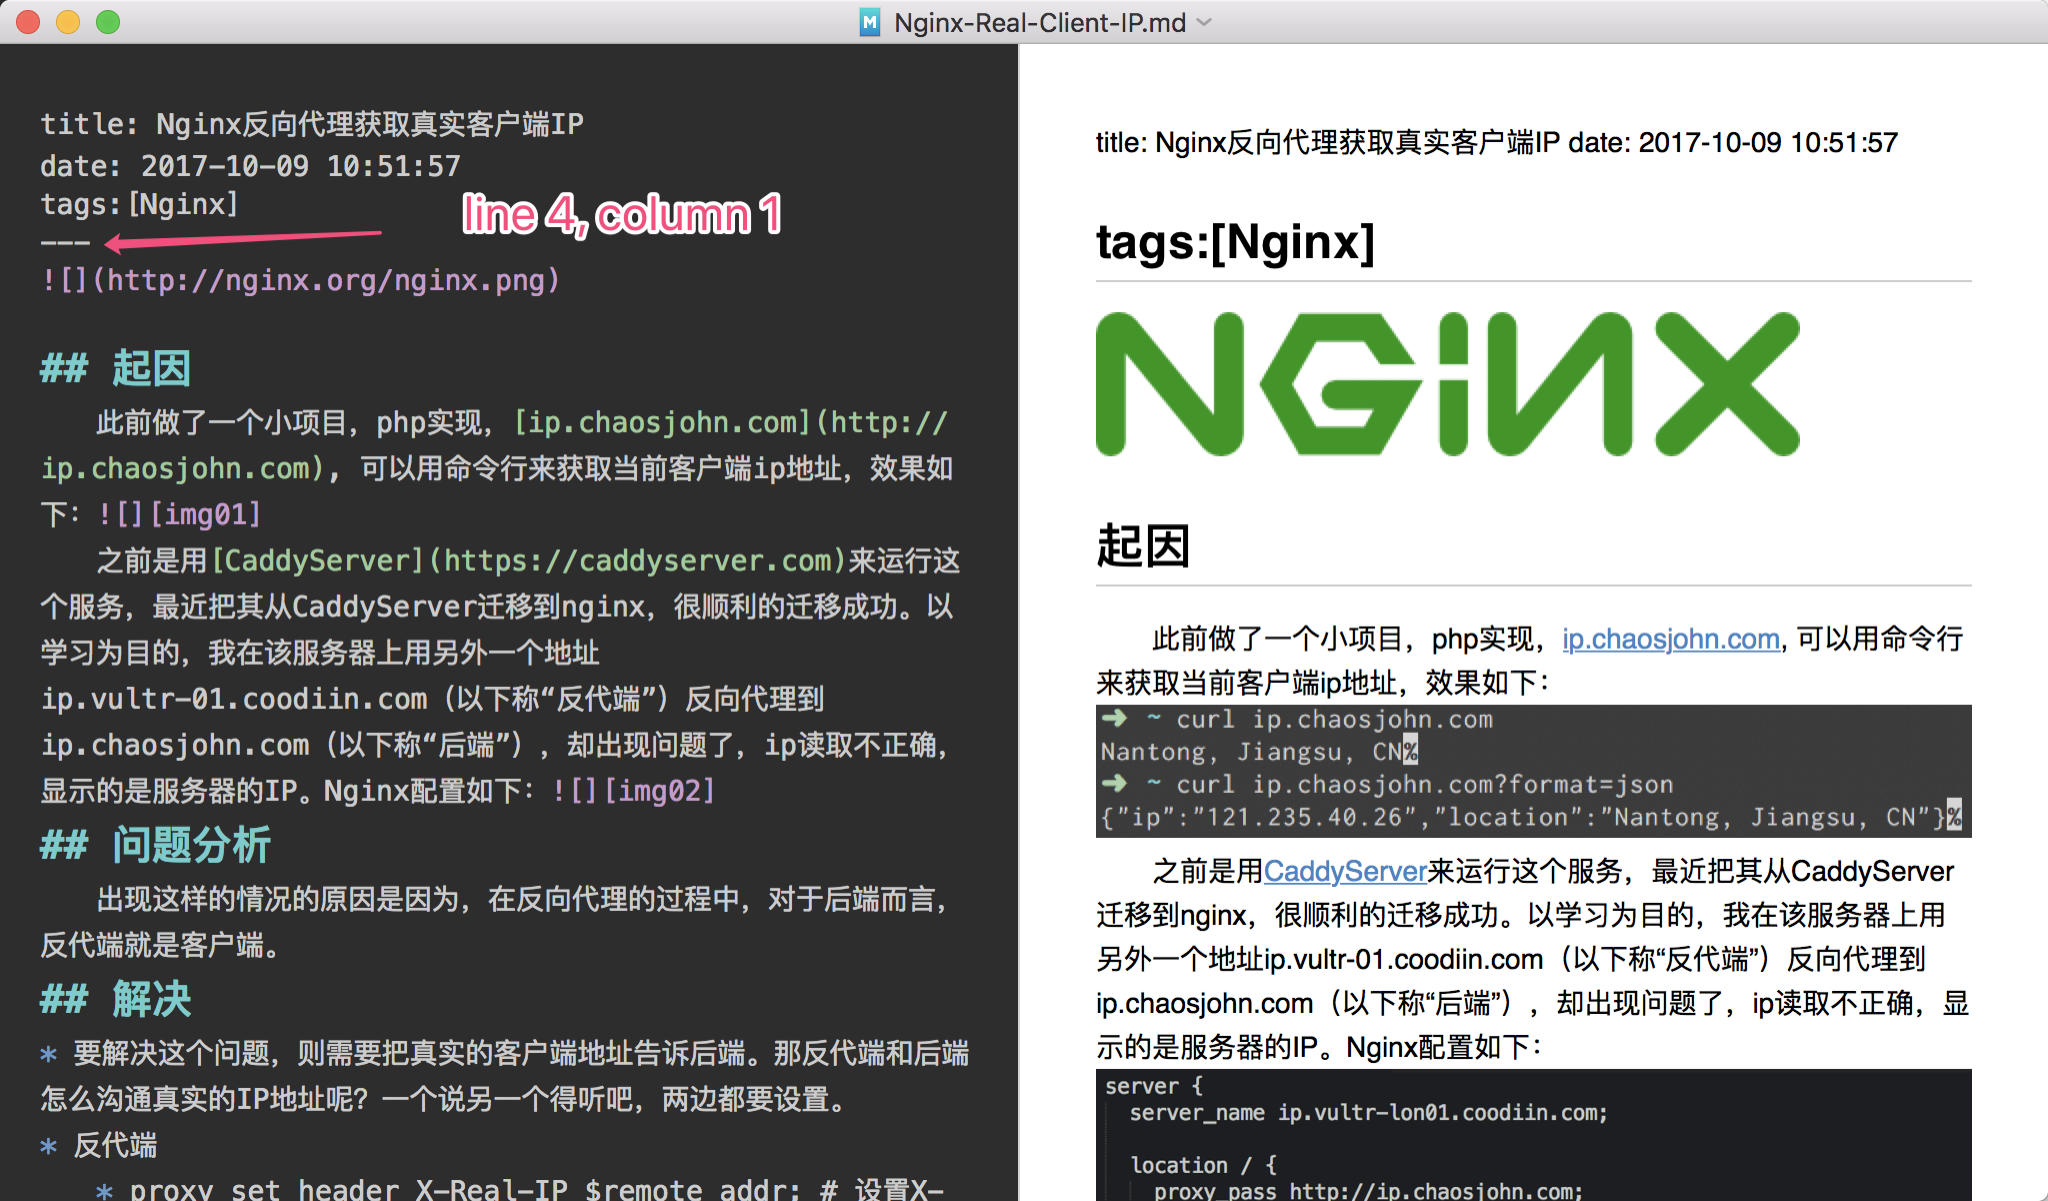 Nginx-Real-Client-IP.md
title: Nginx反向代理获取真实客户端IP
date: 2017-10-09 10:51:57
tags:[Nginx]
---
line 4, column 1
![](http://nginx.org/nginx.png)
## 起因
此前做了一个小项目，php实现，[ip.chaosjohn.com](http://
ip.chaosjohn.com), 可以用命令行来获取当前客户端ip地址，效果如
下：![][img01]
之前是用[CaddyServer](https://caddyserver.com)来运行这
个服务，最近把其从CaddyServer迁移到nginx，很顺利的迁移成功。以
学习为目的，我在该服务器上用另外一个地址
ip.vultr-01.coodiin.com（以下称“反代端”）反向代理到
ip.chaosjohn.com（以下称“后端”），却出现问题了，ip读取不正确，
显示的是服务器的IP。Nginx配置如下：![][img02]
## 问题分析
出现这样的情况的原因是因为，在反向代理的过程中，对于后端而言，
反代端就是客户端。
## 解决
* 要解决这个问题，则需要把真实的客户端地址告诉后端。那反代端和后端
怎么沟通真实的IP地址呢？一个说另一个得听吧，两边都要设置。
* 反代端
* proxy_set_header X-Real-IP $remote_addr; # 设置X-
title: Nginx反向代理获取真实客户端IP date: 2017-10-09 10:51:57
tags:[Nginx]
NGiNX
起因
此前做了一个小项目，php实现，ip.chaosjohn.com, 可以用命令行
来获取当前客户端ip地址，效果如下：
➜ ~ curl ip.chaosjohn.com
Nantong, Jiangsu, CN%
➜ ~ curl ip.chaosjohn.com?format=json
{"ip":"121.235.40.26","location":"Nantong, Jiangsu, CN"}%
之前是用CaddyServer来运行这个服务，最近把其从CaddyServer
迁移到nginx，很顺利的迁移成功。以学习为目的，我在该服务器上用
另外一个地址ip.vultr-01.coodiin.com（以下称“反代端”）反向代理到
ip.chaosjohn.com（以下称“后端”），却出现问题了，ip读取不正确，显
示的是服务器的IP。Nginx配置如下：
server {
server_name ip.vultr-lon01.coodiin.com;
location / {
proxy_pass http://ip.chaosjohn.com;